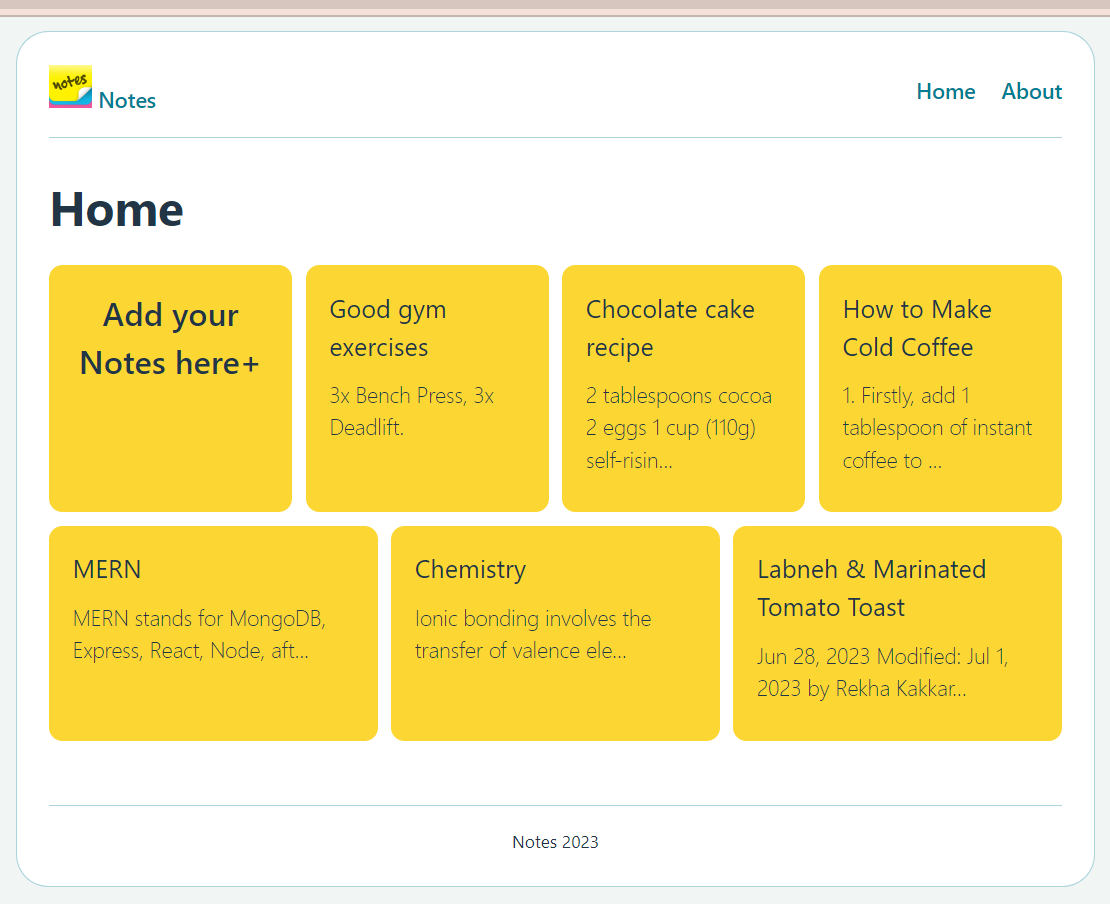 notes
Notes
Home
About
Home
Add your
Notes here+
Good gym
exercises
3x Bench Press, 3x
Deadlift.
Chocolate cake
recipe
2 tablespoons cocoa
2 eggs 1 cup (110g)
self-risin...
How to Make
Cold Coffee
1. Firstly, add 1
tablespoon of instant
coffee to ...
MERN
MERN stands for MongoDB,
Express, React, Node, aft...
Chemistry
Ionic bonding involves the
transfer of valence ele...
Labneh & Marinated
Tomato Toast
Jun 28, 2023 Modified: Jul 1,
2023 by Rekha Kakkar...
Notes 2023